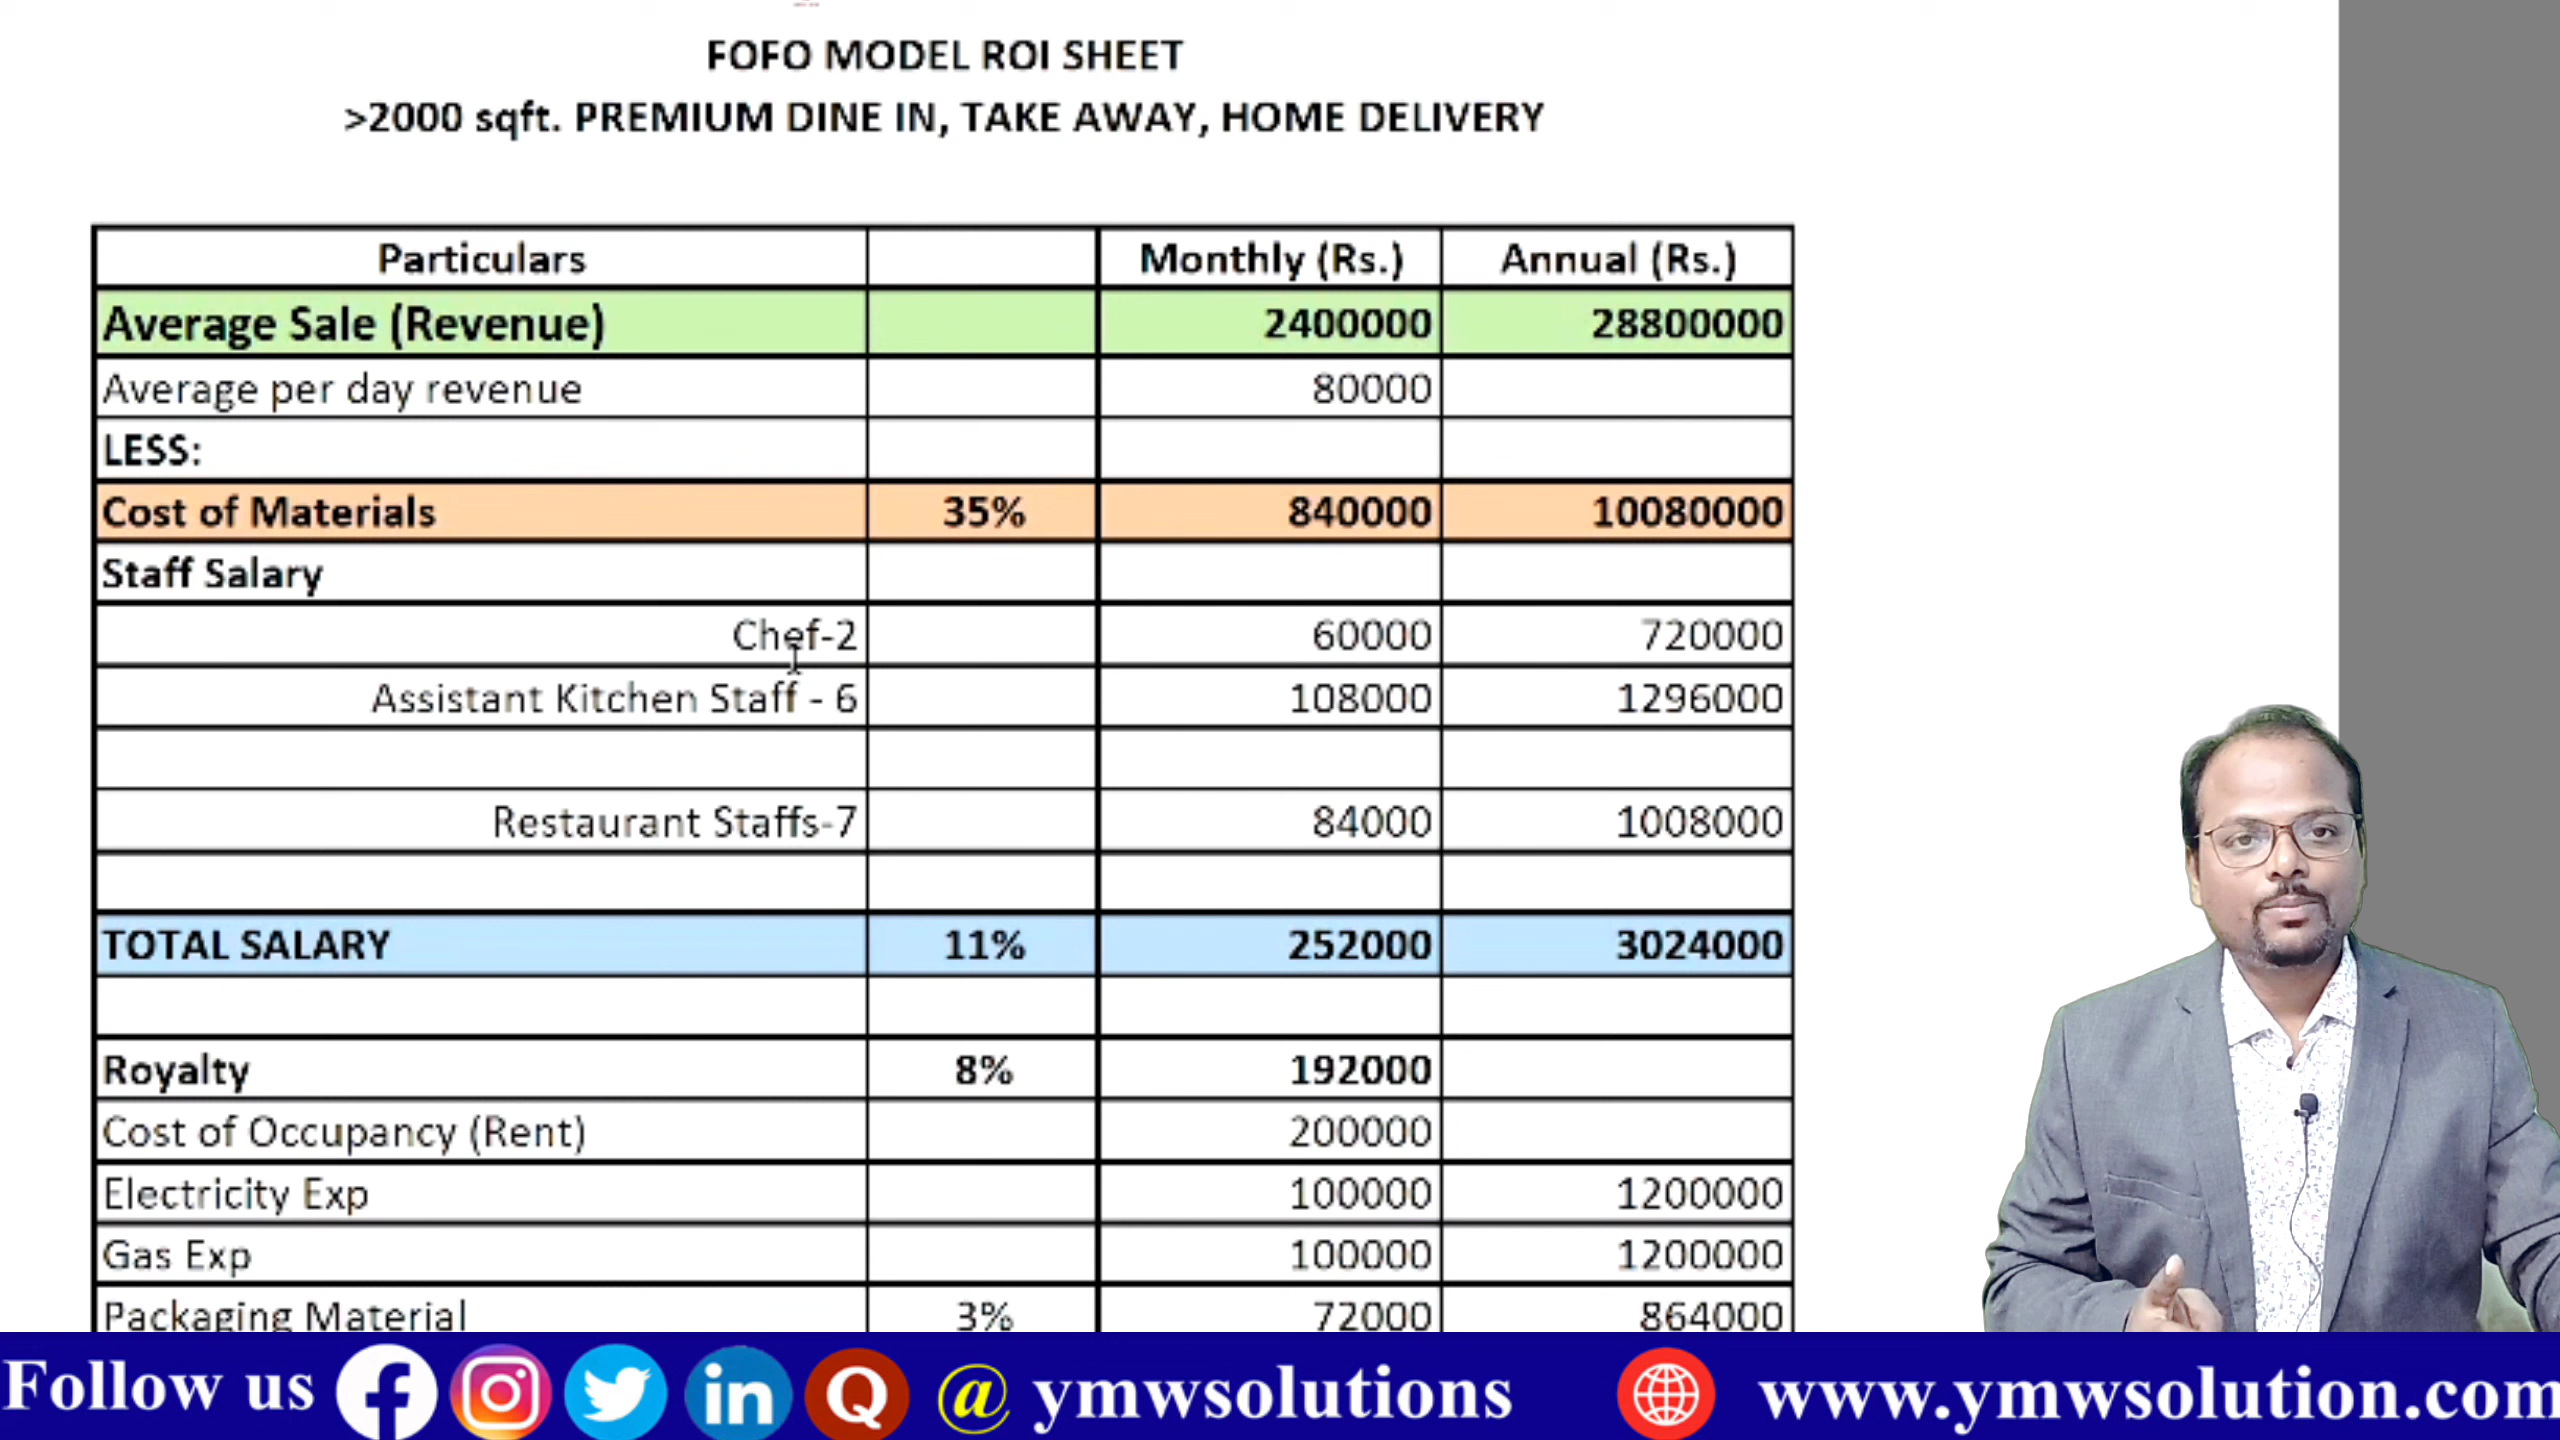 FOFO MODEL ROI SHEET
>2000 sqft. PREMIUM DINE IN, TAKE AWAY, HOME DELIVERY
Particulars Monthly (Rs.) Annual (Rs.)
Average Sale (Revenue) 2400000 28800000
Average per day revenue 80000
LESS:
Cost of Materials 35% 840000 10080000
Staff Salary
Chef-2 60000 720000
Assistant Kitchen Staff - 6 108000 1296000
Restaurant Staffs-7 84000 1008000
TOTAL SALARY 11% 252000 3024000
Royalty 8% 192000
Cost of Occupancy (Rent) 200000
Electricity Exp 100000 1200000
Gas Exp 100000 1200000
Packaging Material 3% 72000 864000
Follow us @ ymwsolutions www.ymwsolution.com